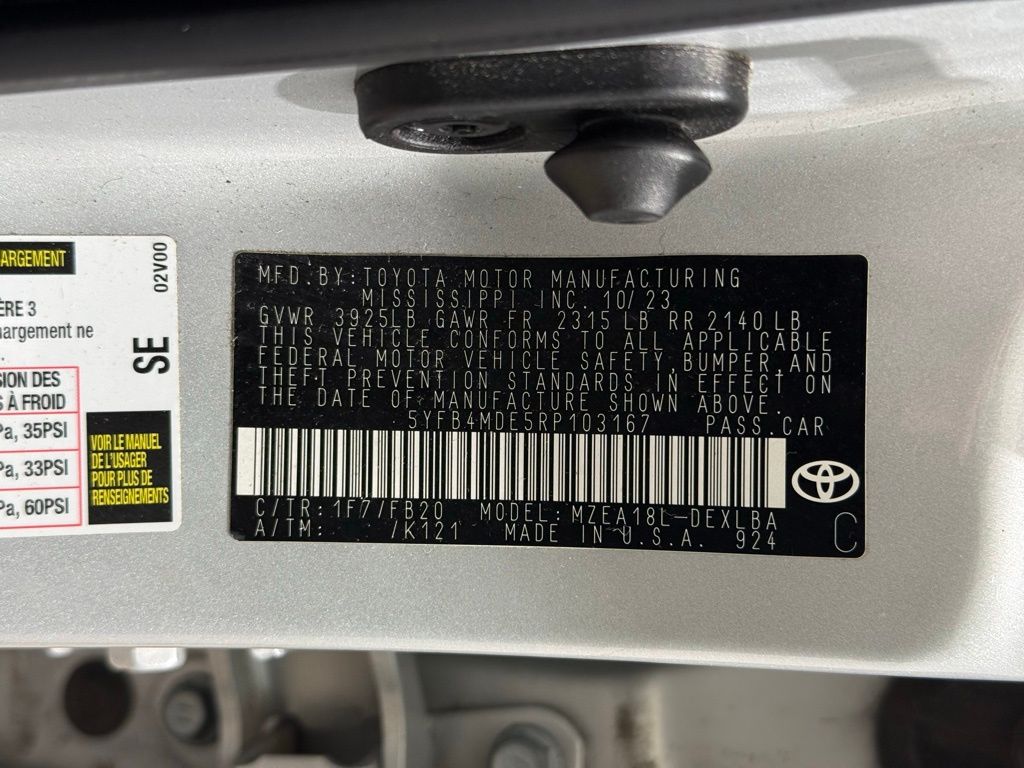 ARGEMENT
02V00
ÈRE 3
hargement ne
SE
SION DES
S À FROID
Pa, 35PSI
Pa, 33PSI
Pa, 60PSI
VOIR LE MANUEL
DE L'USAGER
POUR PLUS DE
RENSEIGNEMENTS
MFD.BY:TOYOTA MOTOR MANUFACTURING
MISSISSIPPI INC. 10/23
GVWR 3925LB GAWR FR 2315 LB RR 2140LB
THIS VEHICLE CONFORMS TO ALL APPLICABLE
FEDERAL MOTOR VEHICLE SAFETY,BUMPER,AND
THEFT PREVENTION STANDARDS IN EFFECT ON
THE DATE OF MANUFACTURE SHOWN ABOVE.
5YFB4MDE5RP103167 PASS.CAR
C/TR: 1F7/FB20 MODEL: MZEA18L-DEXLBA
A/TM: /K121 MADE IN U.S.A. 924
C